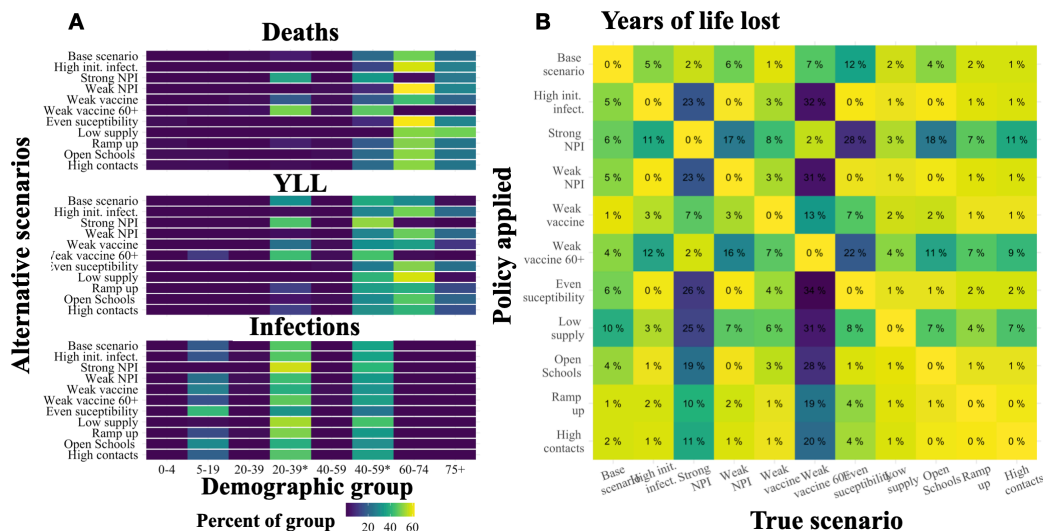 A
Deaths
Alternative scenarios
Base scenario
High init. infect.
Strong NPI
Weak NPI
Weak vaccine
Weak vaccine 60+
Even suceptibility
Low supply
Ramp up
Open Schools
High contacts
YLL
Base scenario
High init. infect.
Strong NPI
Weak NPI
Weak vaccine
Weak vaccine 60+
Even suceptibility
Low supply
Ramp up
Open Schools
High contacts
Infections
Base scenario
High init. infect.
Strong NPI
Weak NPI
Weak vaccine
Weak vaccine 60+
Even suceptibility
Low supply
Ramp up
Open Schools
High contacts
0-4 5-19 20-39 20-39* 40-59 40-59* 60-74 75+
Demographic group
Percent of group
20 40 60
B
Years of life lost
Policy applied
Base
scenario
0 % 5 % 2 % 6 % 1 % 7 % 12 % 2 % 4 % 2 % 1 %
High init.
infect.
5 % 0 % 23 % 0 % 3 % 32 % 0 % 1 % 0 % 1 % 1 %
Strong
NPI
6 % 11 % 0 % 17 % 8 % 2 % 28 % 3 % 18 % 7 % 11 %
Weak
NPI
5 % 0 % 23 % 0 % 3 % 31 % 0 % 1 % 0 % 1 % 1 %
Weak
vaccine
1 % 3 % 7 % 3 % 0 % 13 % 7 % 2 % 2 % 1 % 1 %
Weak
vaccine 60+
4 % 12 % 2 % 16 % 7 % 0 % 22 % 4 % 11 % 7 % 9 %
Even
suceptibility
6 % 0 % 26 % 0 % 4 % 34 % 0 % 1 % 1 % 2 % 2 %
Low
supply
10 % 3 % 25 % 7 % 6 % 31 % 8 % 0 % 7 % 4 % 7 %
Open
Schools
4 % 1 % 19 % 0 % 3 % 28 % 1 % 1 % 0 % 1 % 1 %
Ramp
up
1 % 2 % 10 % 2 % 1 % 19 % 4 % 1 % 1 % 0 % 0 %
High
contacts
2 % 1 % 11 % 1 % 1 % 20 % 4 % 1 % 0 % 0 % 0 %
Base
scenario
High init.
infect.
Strong
NPI
Weak
NPI
Weak
vaccine
Weak
vaccine 60+
Even
suceptibility
Low
supply
Open
Schools
Ramp
up
High
contacts
True scenario